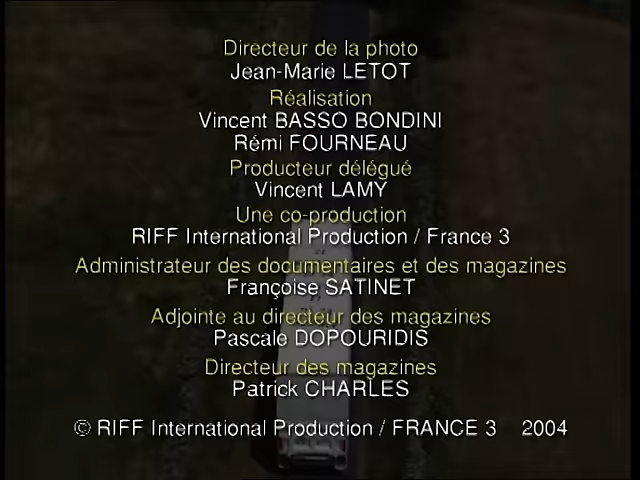 Directeur de la photo
Jean-Marie LETOT
Réalisation
Vincent BASSO BONDINI
Rémi FOURNEAU
Producteur délégué
Vincent LAMY
Une co-production
RIFF International Production / France 3
Administrateur des documentaires et des magazines
Françoise SATINET
Adjointe au directeur des magazines
Pascale DOPOURIDIS
Directeur des magazines
Patrick CHARLES
© RIFF International Production / FRANCE 3 2004